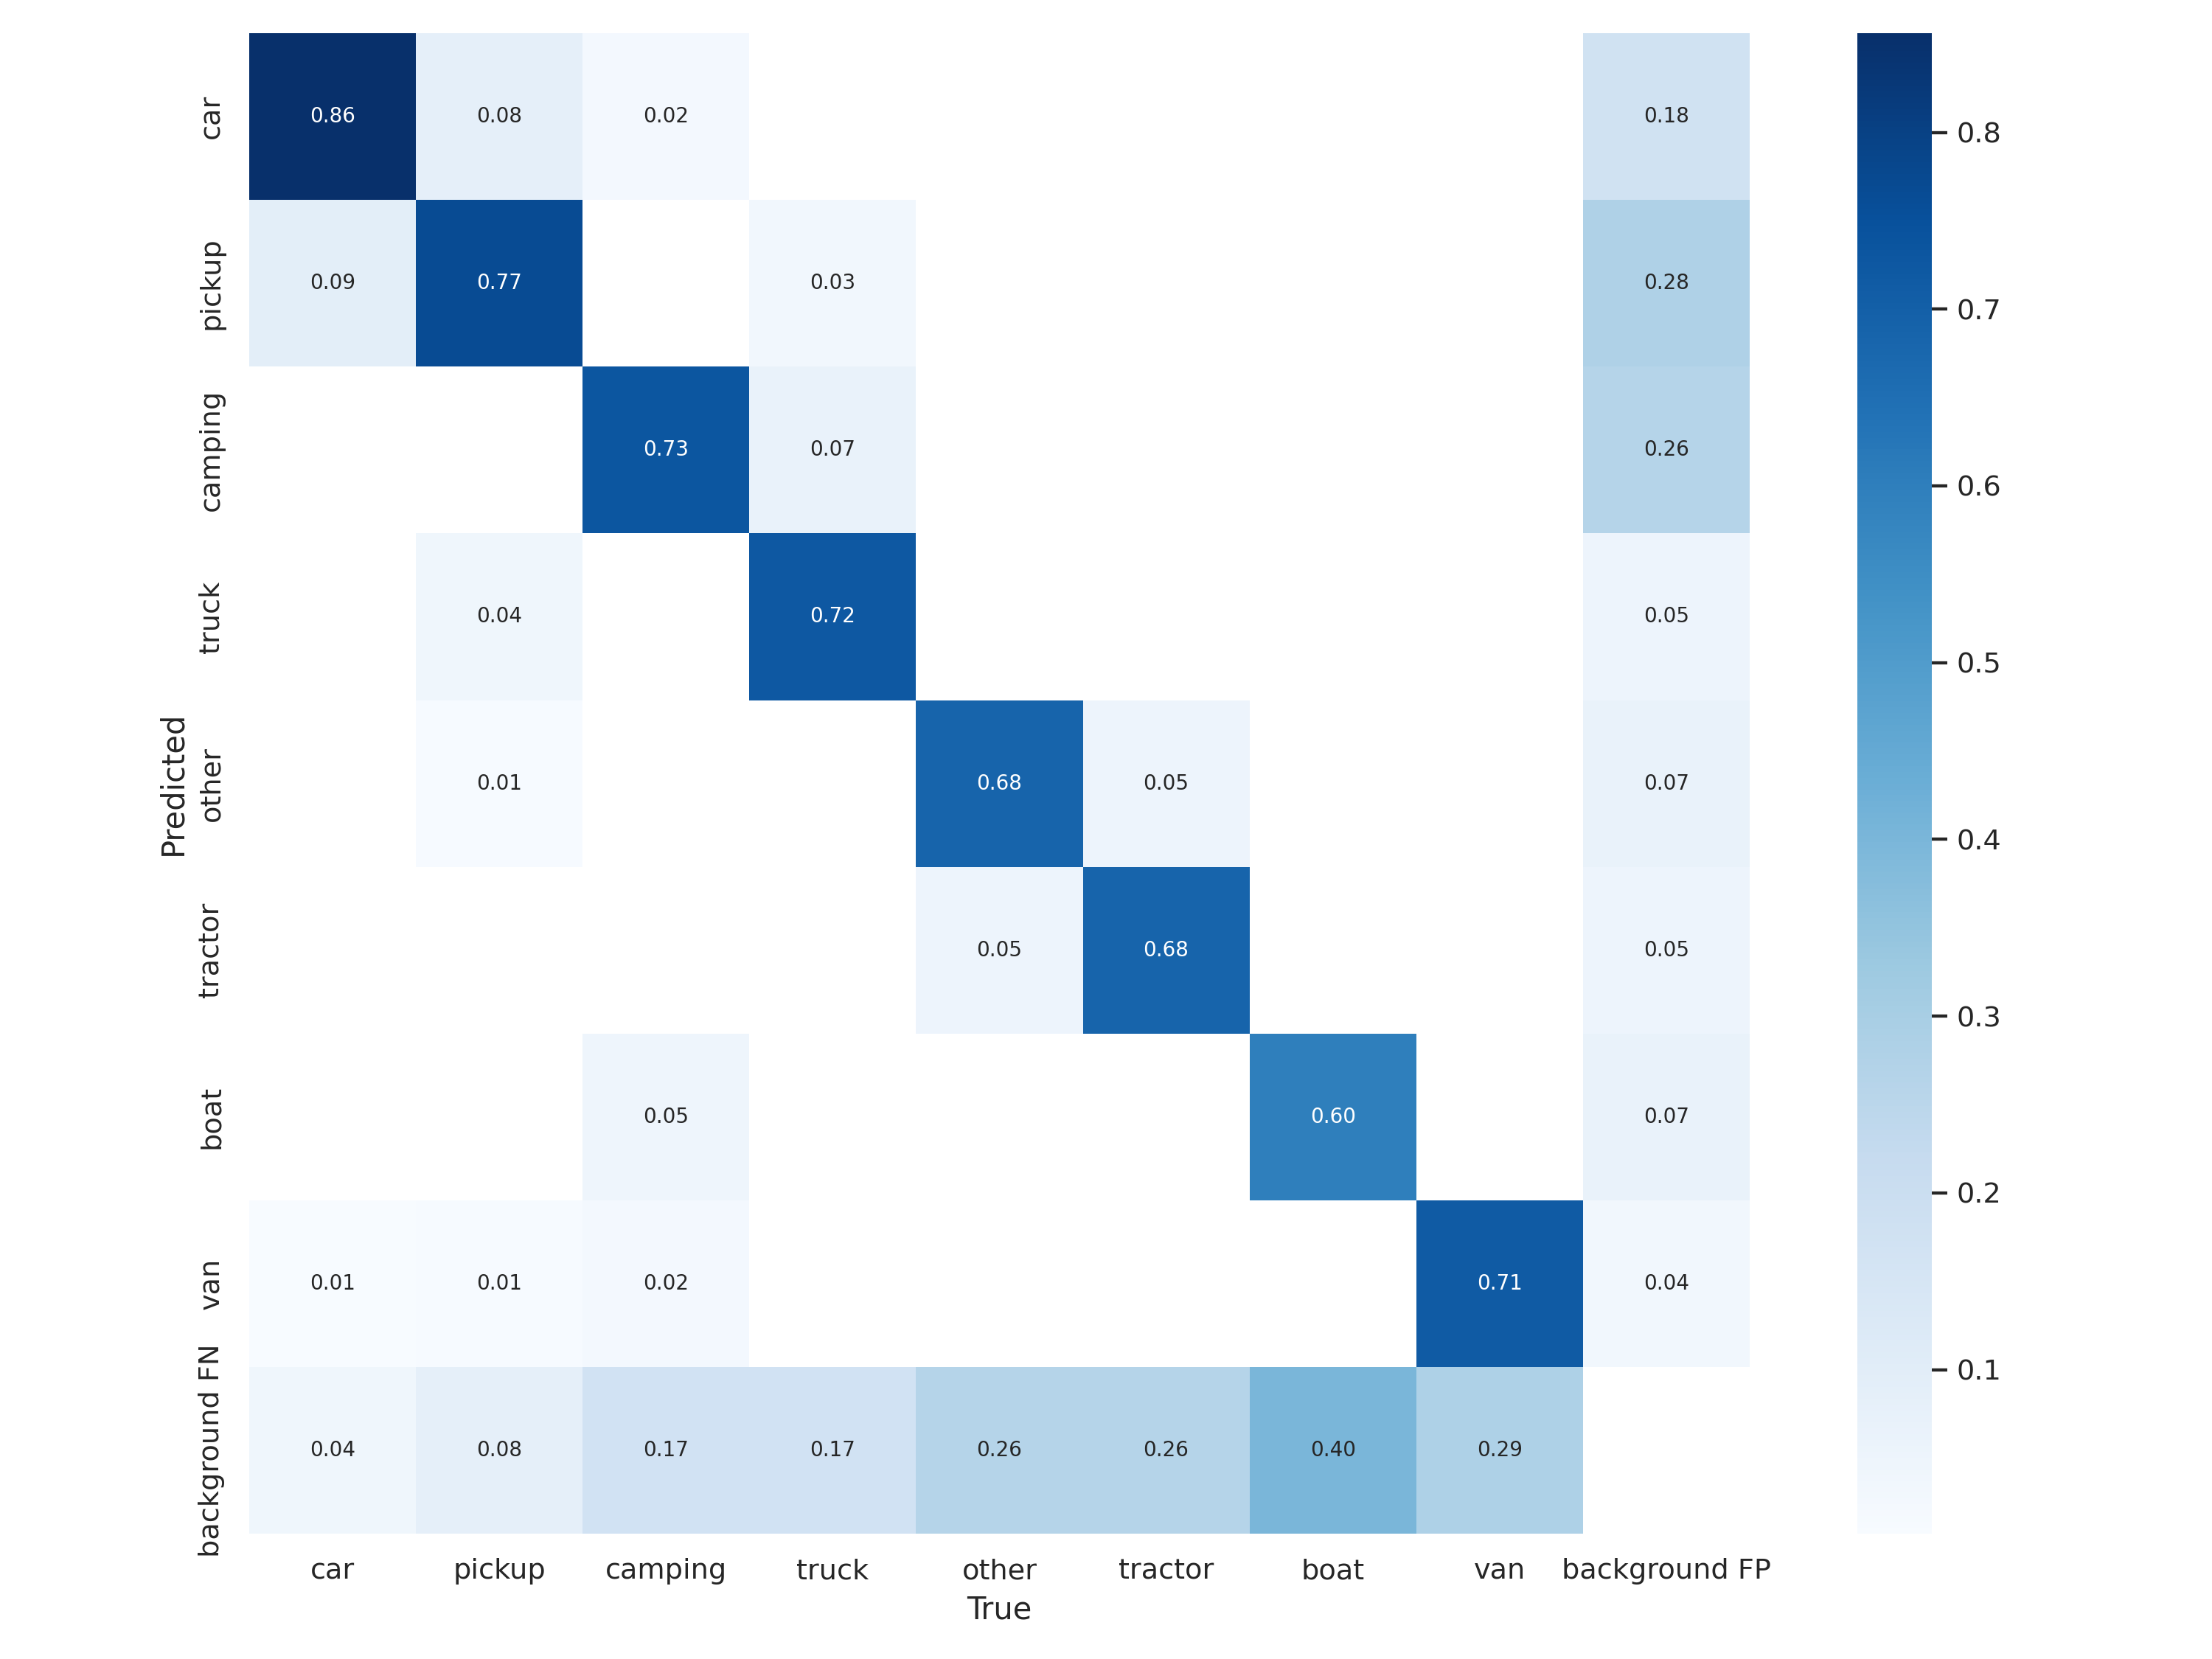 car 0.86 0.08 0.02 0.18
pickup 0.09 0.77 0.03 0.28
camping 0.73 0.07 0.26
truck 0.04 0.72 0.05
other 0.01 0.68 0.05 0.07
tractor 0.05 0.68 0.05
boat 0.05 0.60 0.07
van 0.01 0.01 0.02 0.71 0.04
background FN 0.04 0.08 0.17 0.17 0.26 0.26 0.40 0.29
Predicted
car pickup camping truck other tractor boat van background FP
True
0.8
0.7
0.6
0.5
0.4
0.3
0.2
0.1